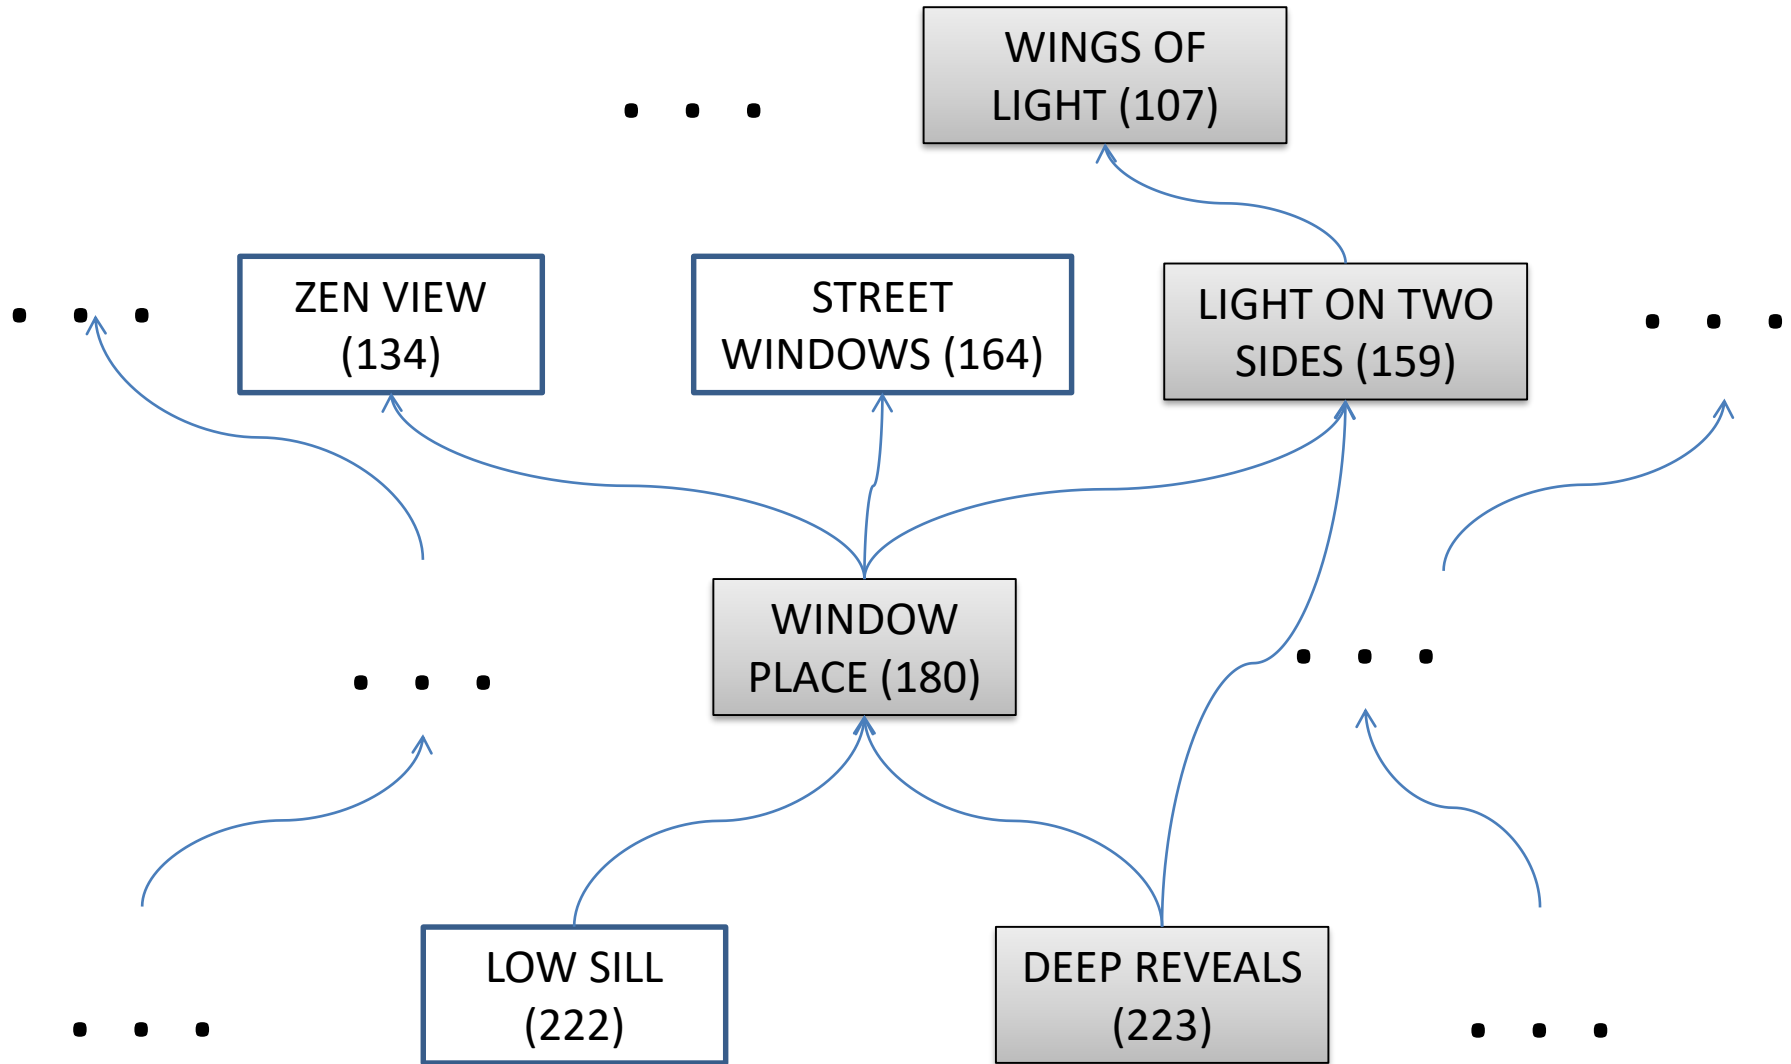 WINGS OF
LIGHT (107)
. . .
ZEN VIEW
(134)
STREET
WINDOWS (164)
LIGHT ON TWO
SIDES (159)
. . .
. . .
WINDOW
PLACE (180)
. . .
. . .
LOW SILL
(222)
DEEP REVEALS
(223)
. . .
. . .